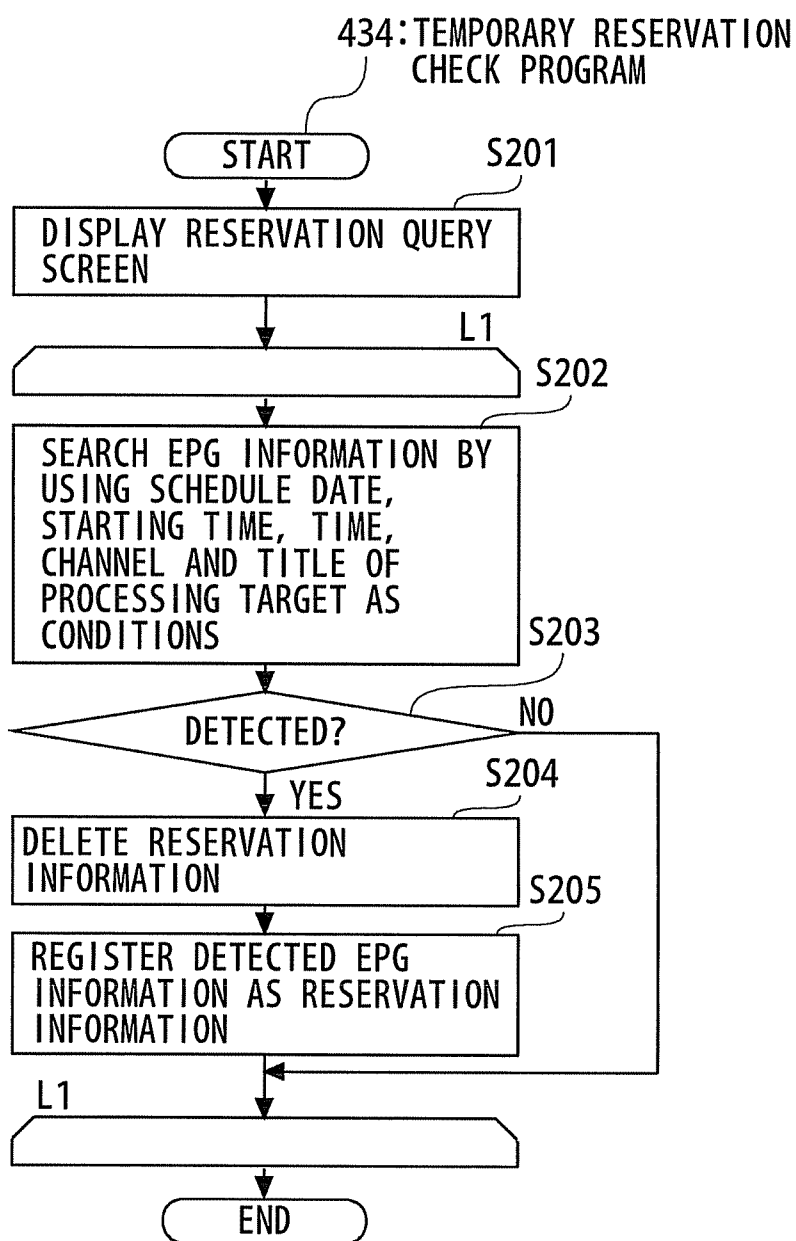 434:TEMPORARY RESERVATION
CHECK PROGRAM
START
S201
DISPLAY RESERVATION QUERY
SCREEN
L1
S202
SEARCH EPG INFORMATION BY
USING SCHEDULE DATE,
STARTING TIME, TIME,
CHANNEL AND TITLE OF
PROCESSING TARGET AS
CONDITIONS
S203
DETECTED?
NO
YES
S204
DELETE RESERVATION
INFORMATION
S205
REGISTER DETECTED EPG
INFORMATION AS RESERVATION
INFORMATION
L1
END